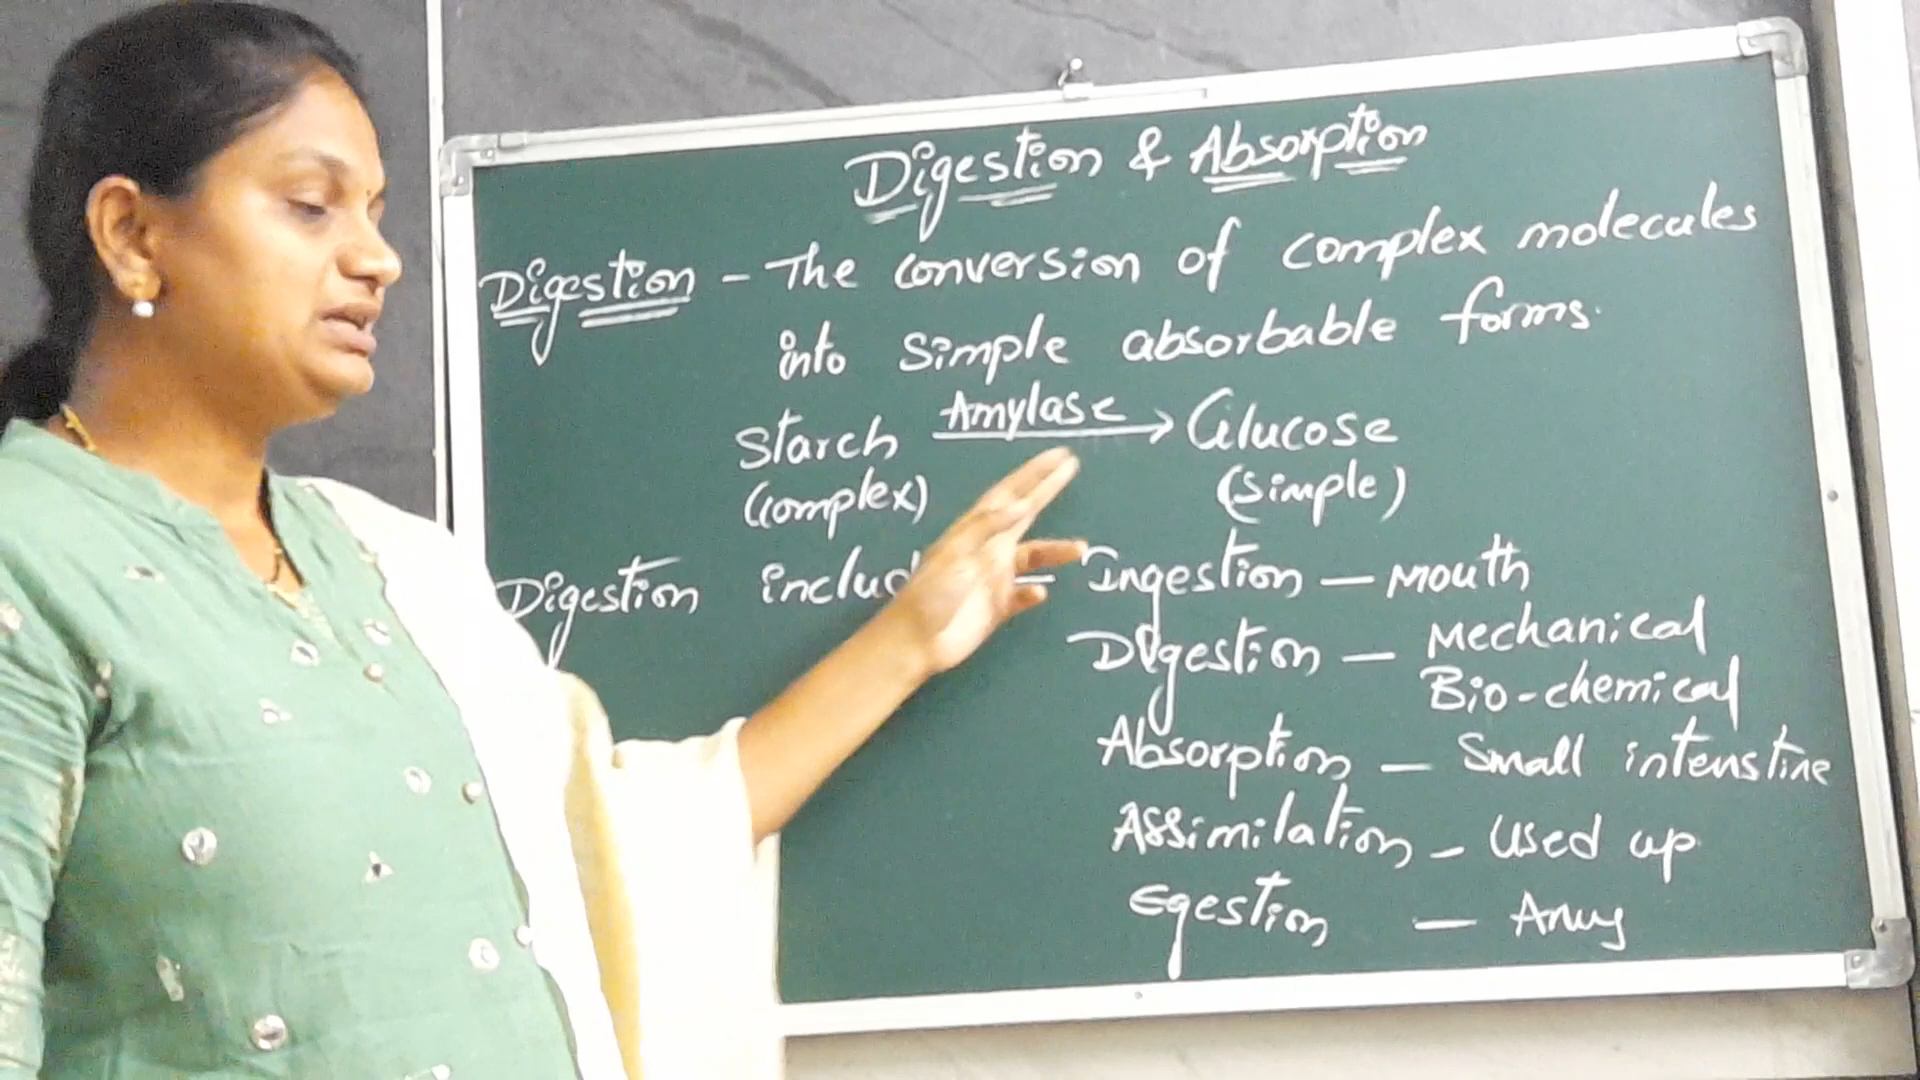 Digestion & Absorption
Digestion - The conversion of complex molecules
into simple absorbable forms.
Starch Amylase → Glucose
(complex) (simple)
Digestion — Ingestion — Mouth
Digestion — Mechanical
Bio-chemical
Absorption — Small intenstine
Assimilation - Used up
Egestion — Anus